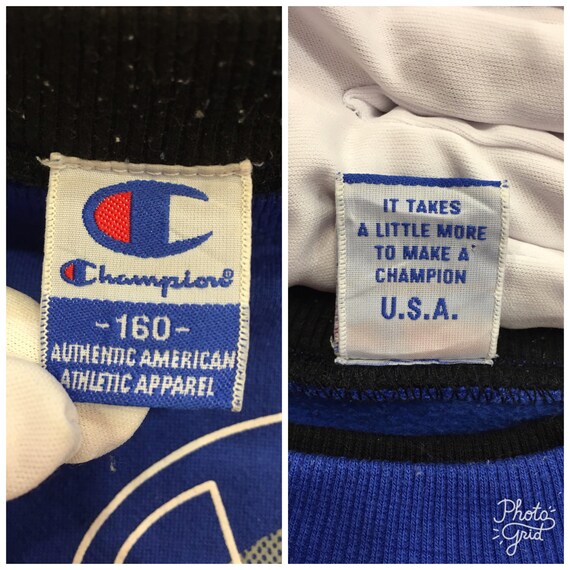 Champion®
-160-
AUTHENTIC AMERICAN
ATHLETIC APPAREL
IT TAKES
A LITTLE MORE
TO MAKE A
CHAMPION
U.S.A.
Photo
Grid